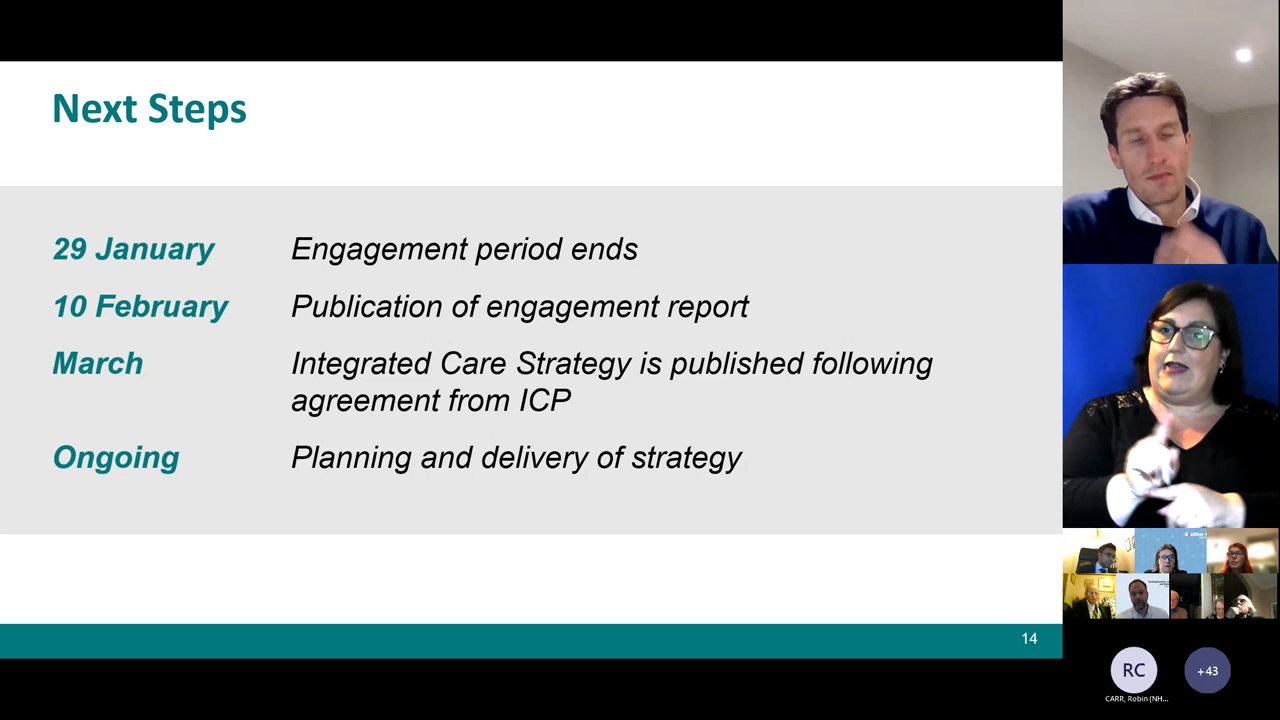 Next Steps
29 January Engagement period ends
10 February Publication of engagement report
March Integrated Care Strategy is published following
agreement from ICP
Ongoing Planning and delivery of strategy
14
RC
+43
CARR, Robin (NH...